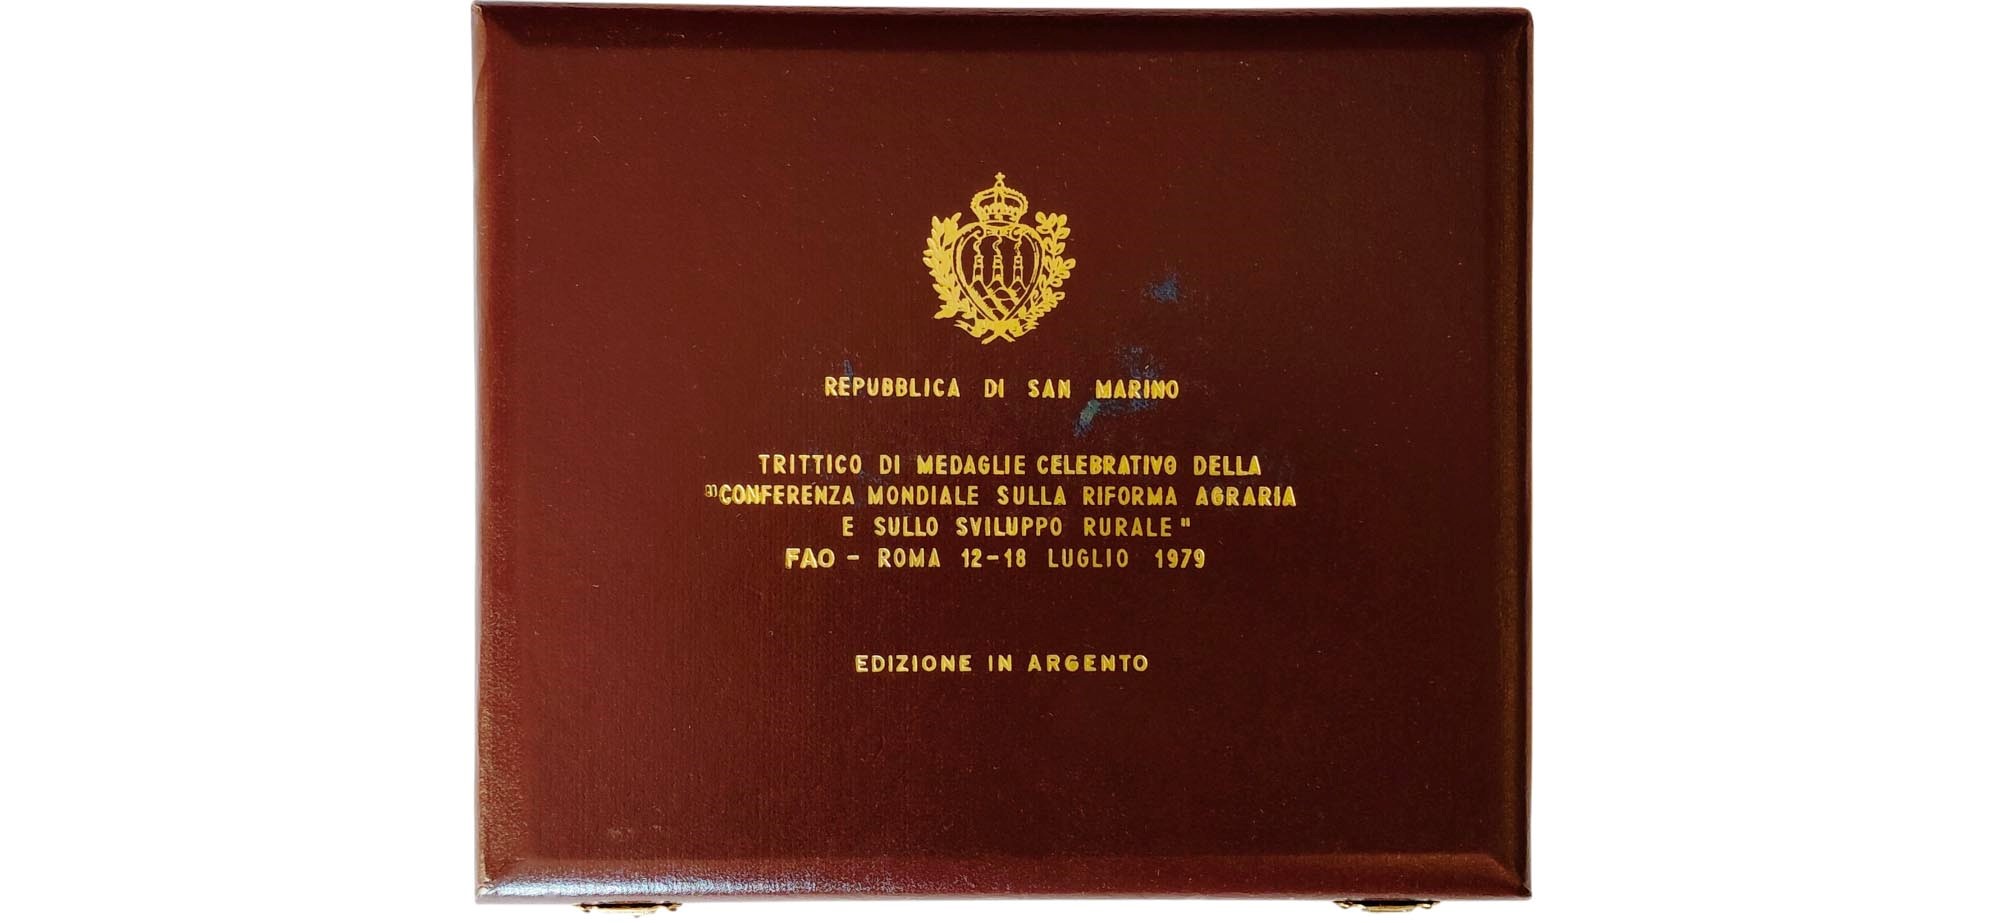 REPUBBLICA DI SAN MARINO
TRITTICO DI MEDAGLIE CELEBRATIVO DELLA
"CONFERENZA MONDIALE SULLA RIFORMA AGRARIA
E SULLO SVILUPPO RURALE"
FAO - ROMA 12-18 LUGLIO 1979
EDIZIONE IN ARGENTO